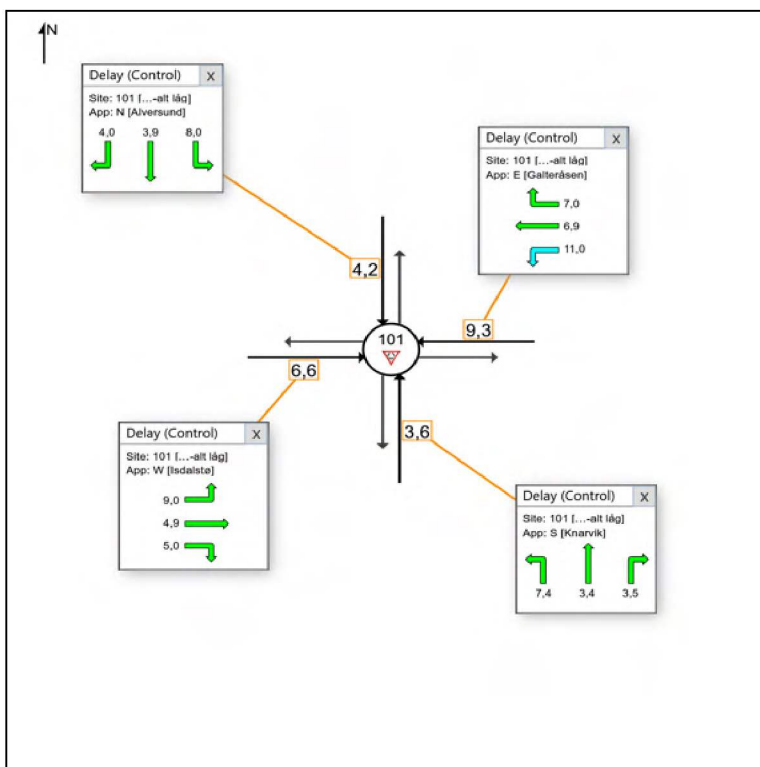 N
Delay (Control) X
Site: 101 [...-alt låg]
App: N [Alversund]
4,0 3,9 8,0
Delay (Control) X
Site: 101 [...-alt låg]
App: E [Galteråsen]
7,0
6,9
11,0
4,2
101
9,3
6,6
3,6
Delay (Control) X
Site: 101 [...-alt låg]
App: W [Isdalstø]
9,0
4,9
5,0
Delay (Control) X
Site: 101 [...-alt låg]
App: S [Knarvik]
7,4 3,4 3,5